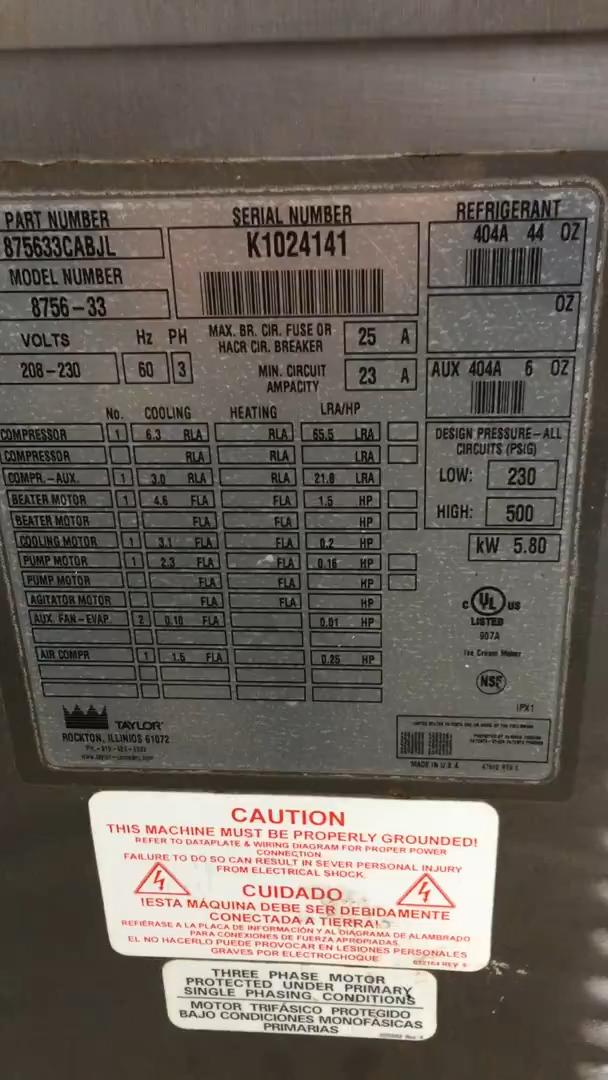 PART NUMBER
875633CABJL
SERIAL NUMBER
K1024141
REFRIGERANT
404A 44 OZ
MODEL NUMBER
8756-33
OZ
VOLTS Hz PH
208-230 60 3
MAX. BR. CIR. FUSE OR
HACR CIR. BREAKER
25 A
MIN. CIRCUIT
AMPACITY
23 A
AUX 404A 6 OZ
No. COOLING HEATING LRA/HP
COMPRESSOR 1 6.3 RLA RLA 65.5 LRA
COMPRESSOR RLA RLA LRA
COMPR.-AUX. 1 3.0 RLA RLA 21.8 LRA
BEATER MOTOR 1 4.6 FLA FLA 1.5 HP
BEATER MOTOR FLA FLA HP
COOLING MOTOR 1 3.1 FLA FLA 0.2 HP
PUMP MOTOR 1 2.3 FLA FLA 0.16 HP
PUMP MOTOR FLA FLA HP
AGITATOR MOTOR FLA FLA HP
AUX. FAN-EVAP. 2 0.10 FLA 0.01 HP
AIR COMPR 1 1.5 FLA 0.25 HP
DESIGN PRESSURE-ALL
CIRCUITS (PSIG)
LOW: 230
HIGH: 500
kW 5.80
C UL US
LISTED
907A
Ice Cream Maker
NSF
IPX1
TAYLOR
ROCKTON, ILLINIOS 61072
MADE IN U.S.A.
CAUTION
THIS MACHINE MUST BE PROPERLY GROUNDED!
REFER TO DATAPLATE & WIRING DIAGRAM FOR PROPER POWER
CONNECTION
FAILURE TO DO SO CAN RESULT IN SEVER PERSONAL INJURY
FROM ELECTRICAL SHOCK.
CUIDADO
!ESTA MÁQUINA DEBE SER DEBIDAMENTE
CONECTADA A TIERRA!
REFIÉRASE A LA PLACA DE INFORMACIÓN Y AL DIAGRAMA DE ALAMBRADO
PARA CONEXIONES DE FUERZA APROPIADAS.
EL NO HACERLO PUEDE PROVOCAR EN LESIONES PERSONALES
GRAVES POR ELECTROCHOQUE
THREE PHASE MOTOR
PROTECTED UNDER PRIMARY
SINGLE PHASING CONDITIONS
MOTOR TRIFÁSICO PROTEGIDO
BAJO CONDICIONES MONOFÁSICAS
PRIMARIAS